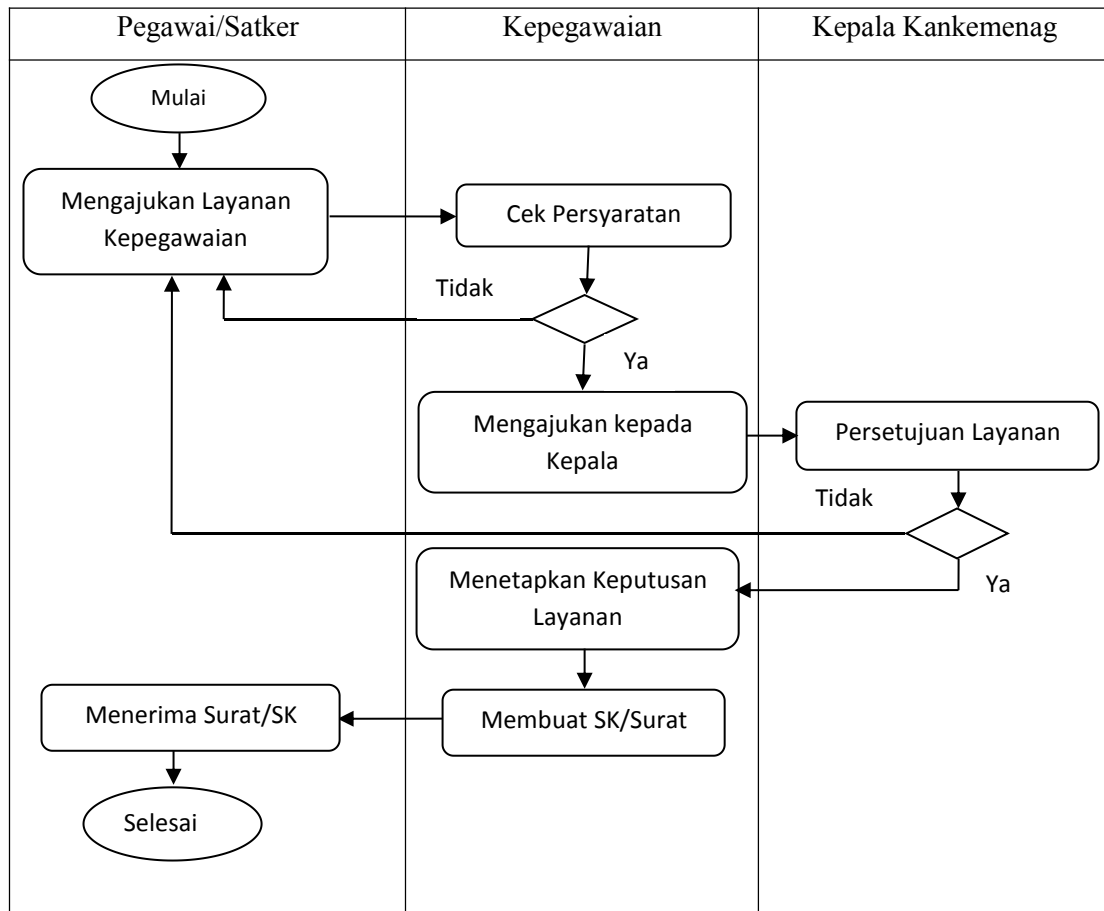 Pegawai/Satker
Kepegawaian
Kepala Kankemenag
Mulai
Mengajukan Layanan
Kepegawaian
Cek Persyaratan
Tidak
Ya
Mengajukan kepada
Kepala
Persetujuan Layanan
Tidak
Ya
Menetapkan Keputusan
Layanan
Membuat SK/Surat
Menerima Surat/SK
Selesai